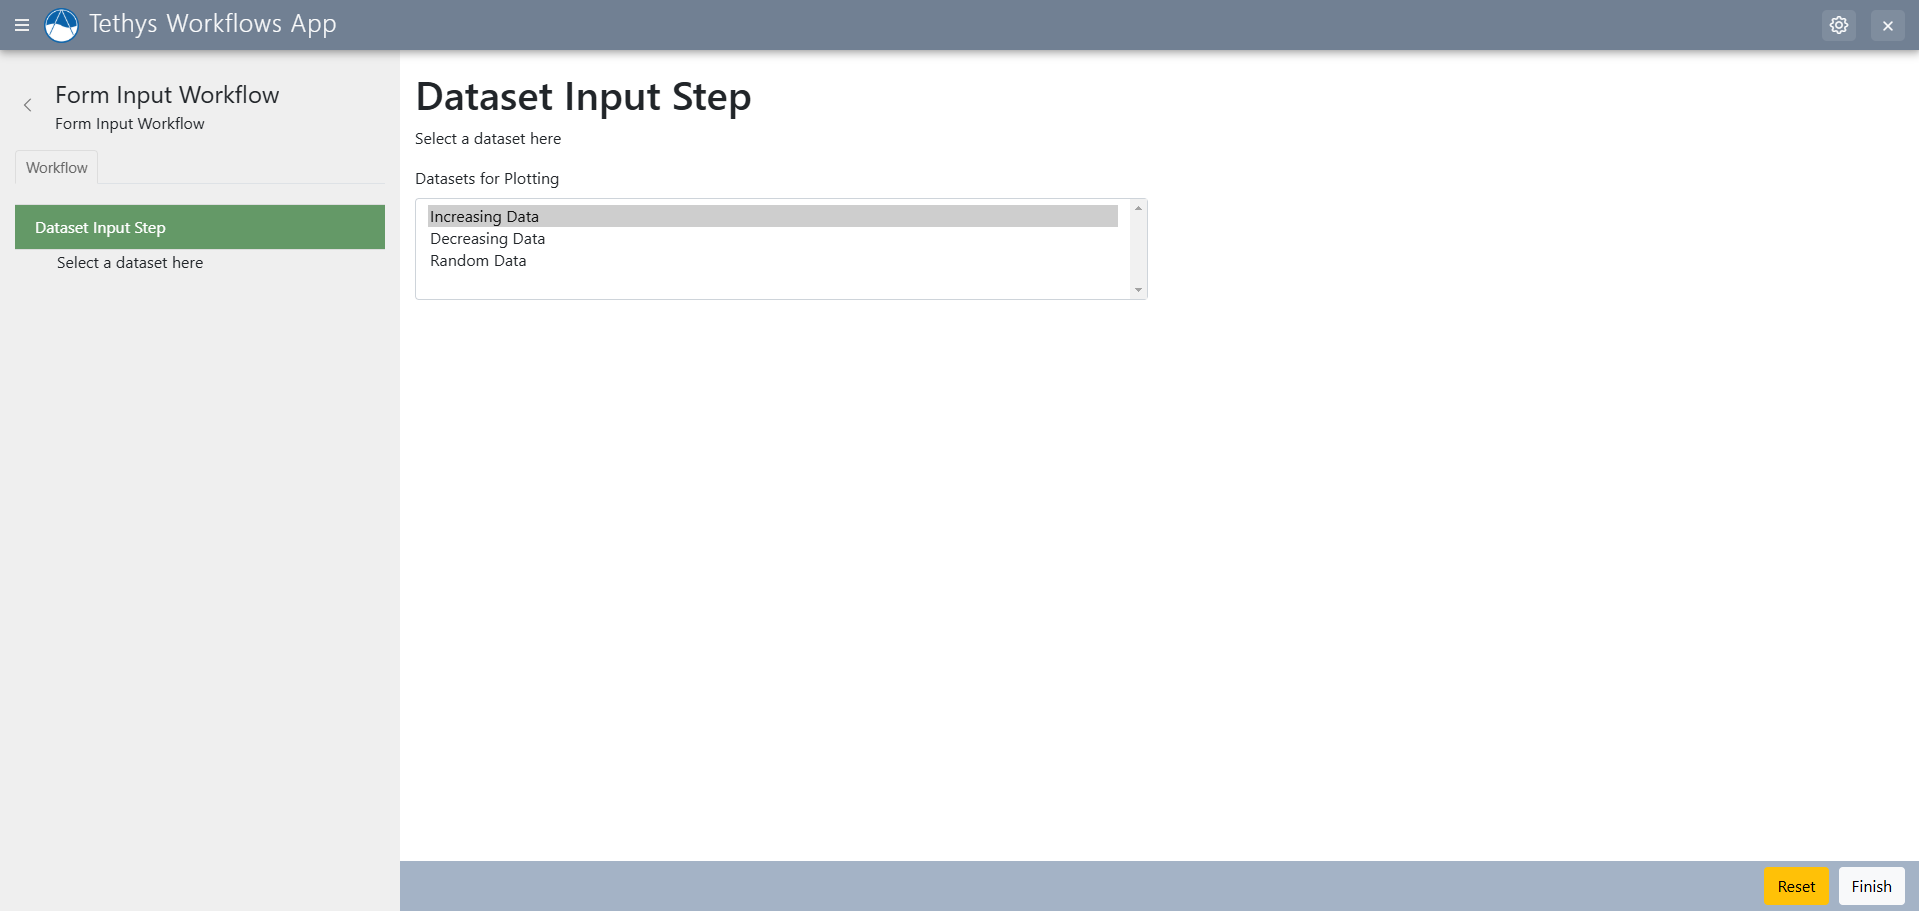 Tethys Workflows App
Form Input Workflow
Form Input Workflow
Workflow
Dataset Input Step
Select a dataset here
Dataset Input Step
Select a dataset here
Datasets for Plotting
Increasing Data
Decreasing Data
Random Data
Reset
Finish